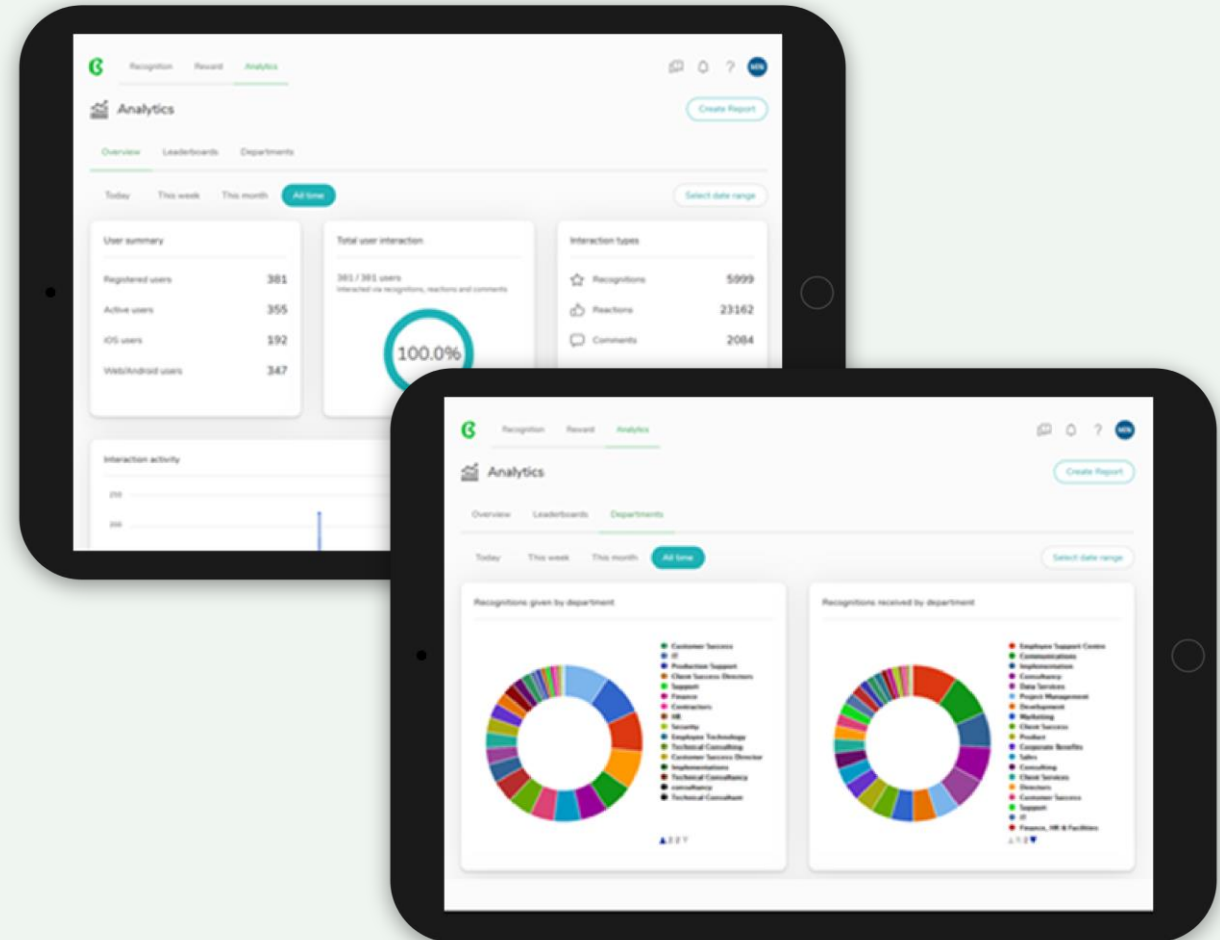 Recognition Reward Analytics
?
Analytics
Create Report
Overview Leaderboards Departments
Today This week This month All time
Select date range
User summary
Registered users 381
Active users 355
iOS users 192
Web/Android users 347
Total user interaction
381 / 381 users
Interacted via recognitions, reactions and comments
100.0%
Interaction types
Recognitions 5999
Reactions 23162
Comments 2084
Interaction activity
250
200
Recognition Reward Analytics
?
Analytics
Create Report
Overview Leaderboards Departments
Today This week This month All time
Select date range
Recognitions given by department
Customer Success
IT
Production Support
Client Success Directors
Support
Finance
Contractors
HR
Security
Employee Technology
Technical Consulting
Customer Success Director
Implementations
Technical Consultancy
consultancy
Technical Consultant
Recognitions received by department
Employee Support Centre
Communications
Implementation
Consultancy
Data Services
Project Management
Development
Marketing
Client Success
Product
Corporate Benefits
Sales
Consulting
Client Services
Directors
Customer Success
Support
IT
Finance, HR & Facilities